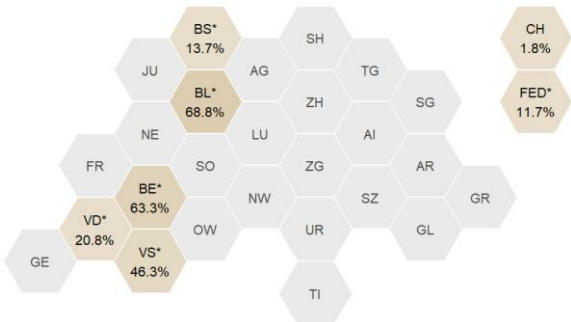 BS*
13.7%
SH
CH
1.8%
JU
AG
TG
BL*
68.8%
ZH
SG
FED*
11.7%
NE
LU
AI
FR
SO
ZG
AR
BE*
63.3%
NW
SZ
GR
VD*
20.8%
OW
UR
GL
GE
VS*
46.3%
TI